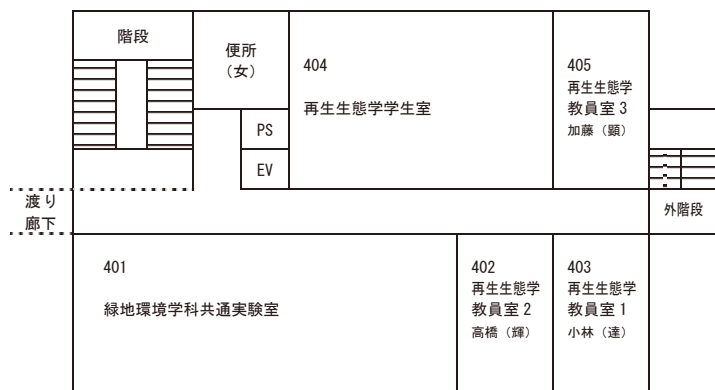 階段
便所
（女）
404
再生生態学学生室
405
再生生態学
教員室 3
加藤（顕）
PS
EV
渡り
廊下
外階段
401
緑地環境学科共通実験室
402
再生生態学
教員室 2
高橋（輝）
403
再生生態学
教員室 1
小林（達）